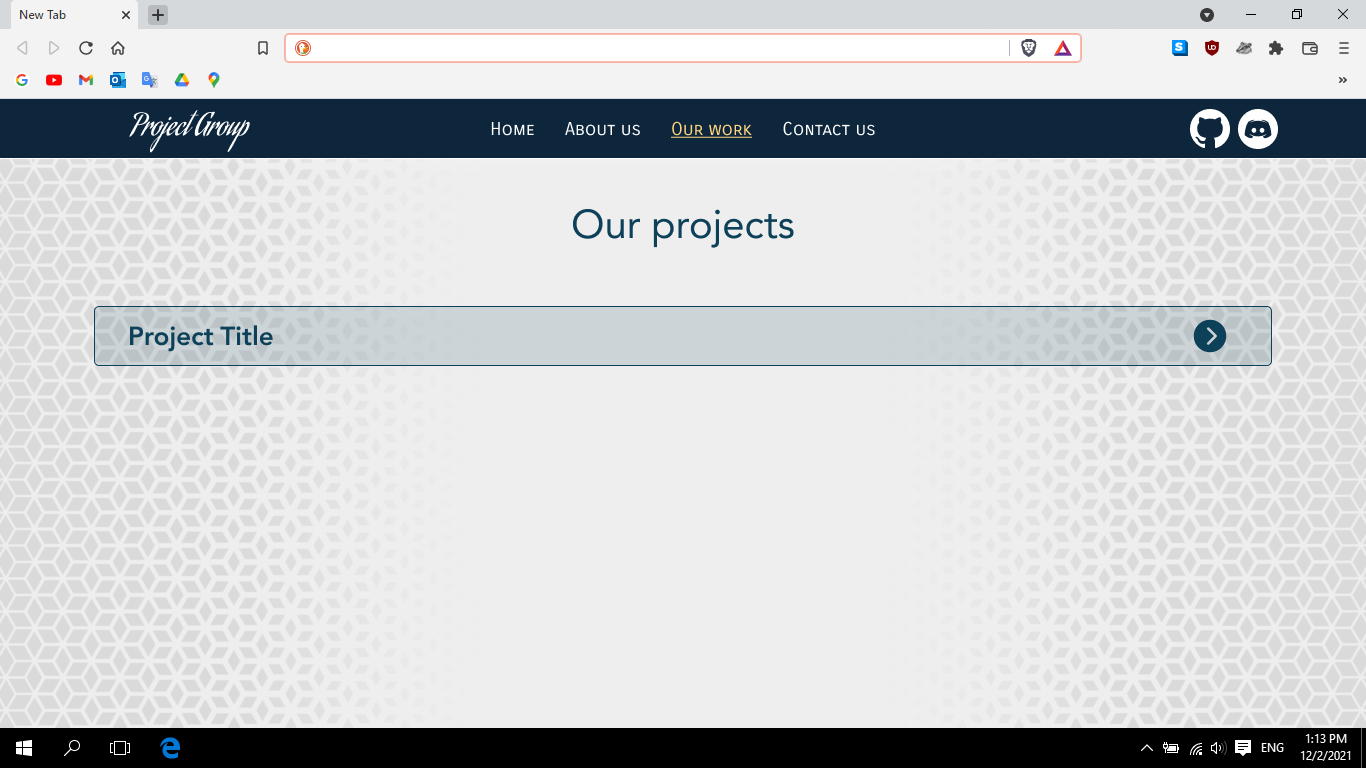 New Tab
Project Group
Home About us Our work Contact us
Our projects
Project Title
ENG
1:13 PM
12/2/2021